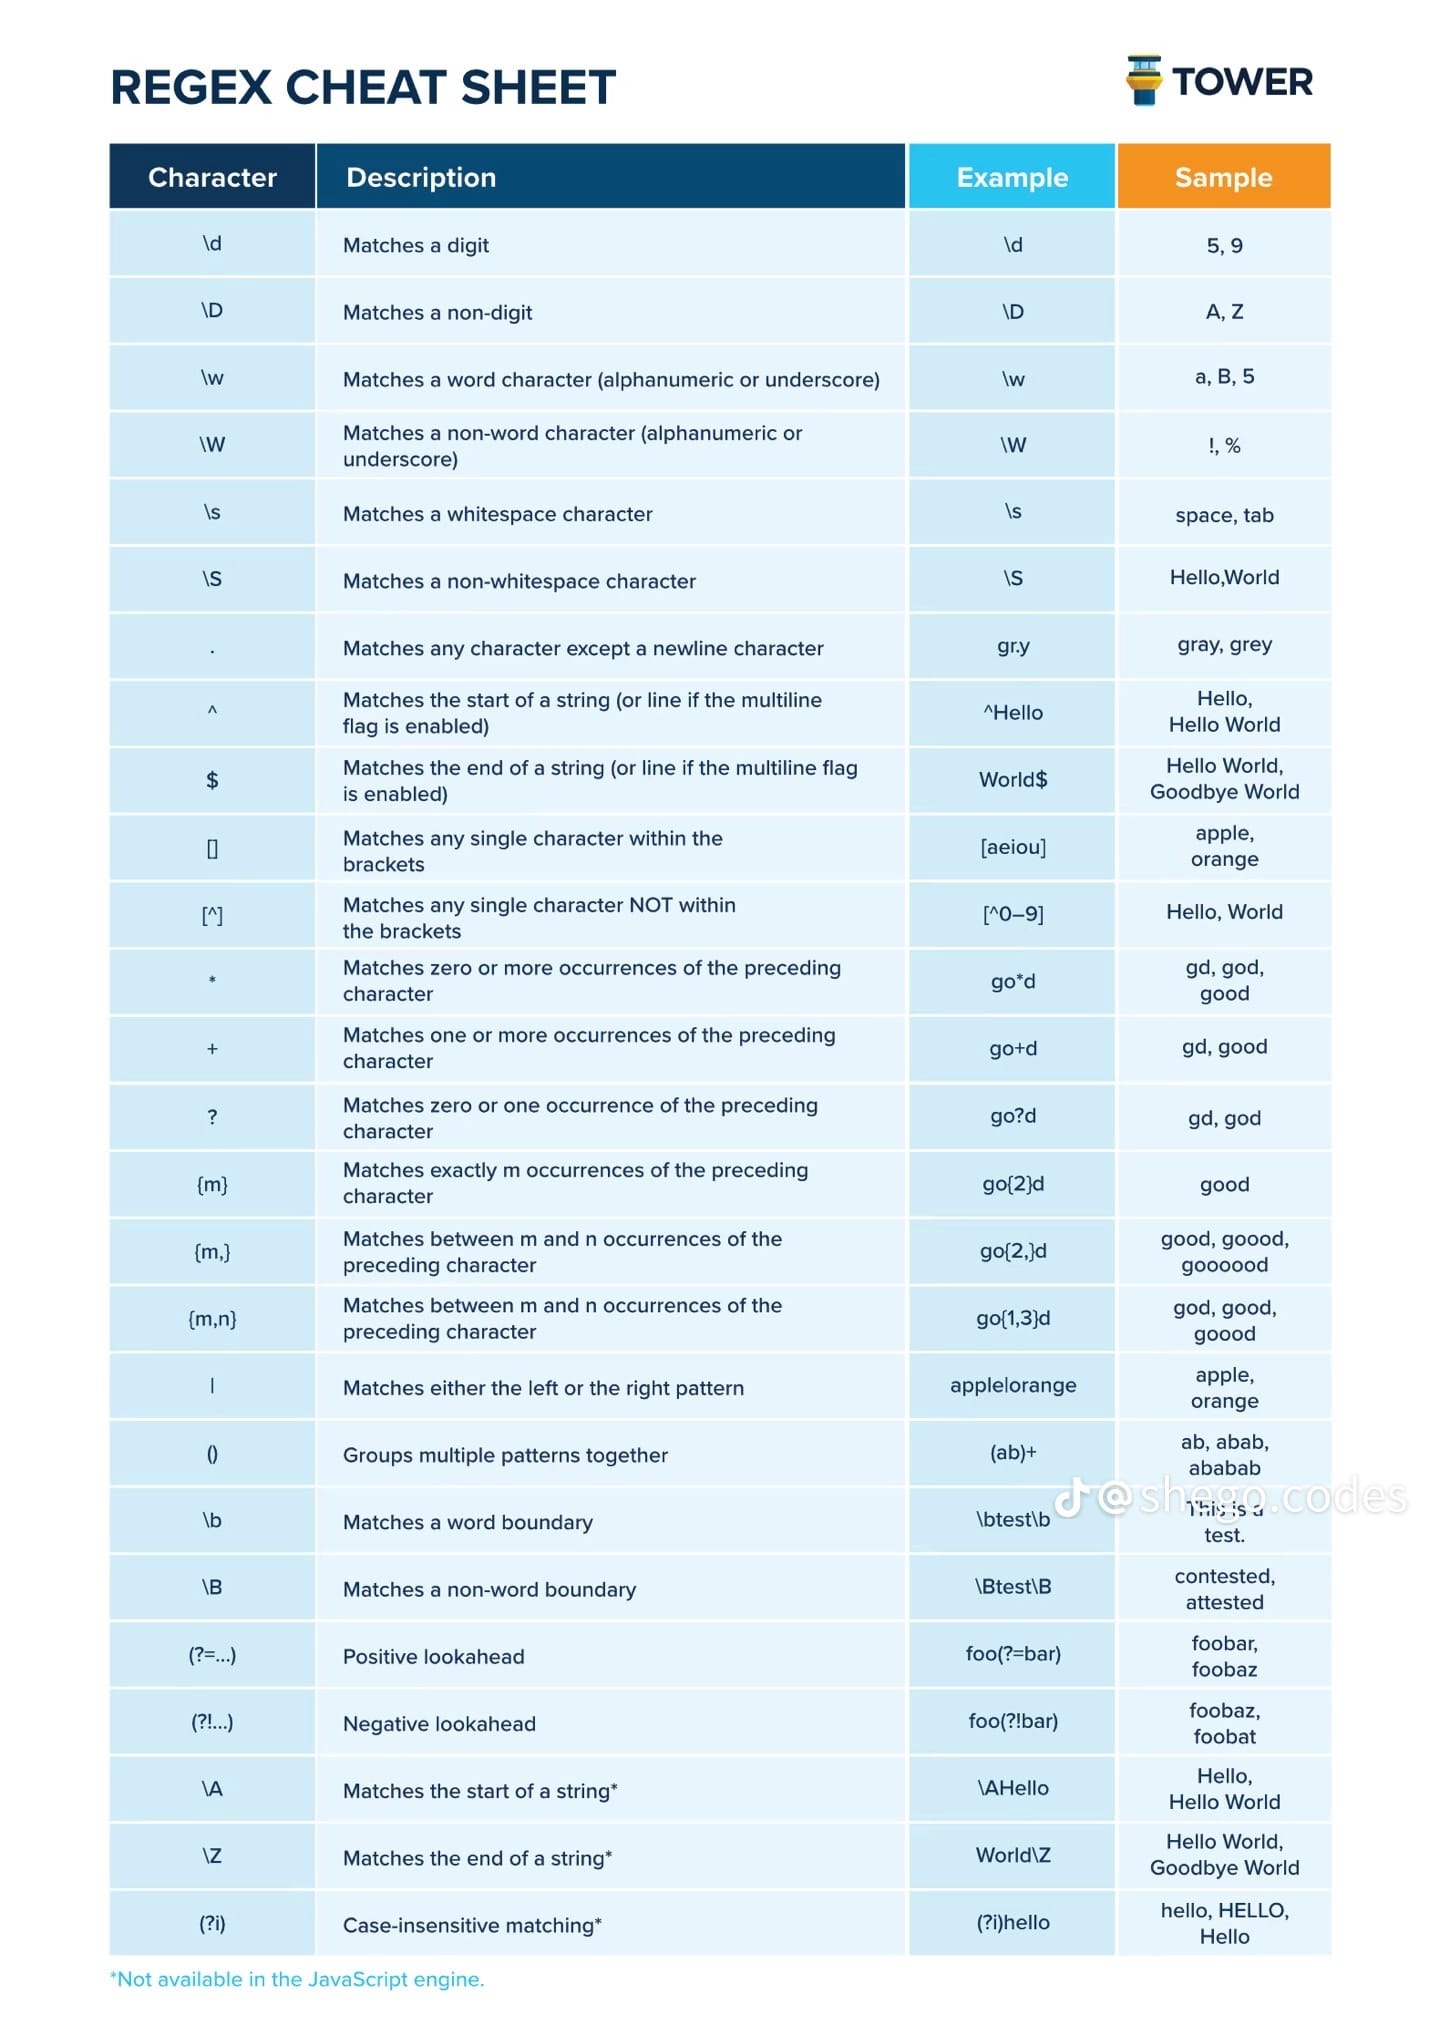 REGEX CHEAT SHEET
TOWER
Character Description Example Sample
\d Matches a digit \d 5, 9
\D Matches a non-digit \D A, Z
\w Matches a word character (alphanumeric or underscore) \w a, B, 5
\W Matches a non-word character (alphanumeric or
underscore) \W !, %
\s Matches a whitespace character \s space, tab
\S Matches a non-whitespace character \S Hello,World
. Matches any character except a newline character gr.y gray, grey
^ Matches the start of a string (or line if the multiline
flag is enabled) ^Hello Hello,
Hello World
$ Matches the end of a string (or line if the multiline flag
is enabled) World$ Hello World,
Goodbye World
[] Matches any single character within the
brackets [aeiou] apple,
orange
[^] Matches any single character NOT within
the brackets [^0–9] Hello, World
* Matches zero or more occurrences of the preceding
character go*d gd, god,
good
+ Matches one or more occurrences of the preceding
character go+d gd, good
? Matches zero or one occurrence of the preceding
character go?d gd, god
{m} Matches exactly m occurrences of the preceding
character go{2}d good
{m,} Matches between m and n occurrences of the
preceding character go{2,}d good, goood,
goooood
{m,n} Matches between m and n occurrences of the
preceding character go{1,3}d god, good,
goood
| Matches either the left or the right pattern apple|orange apple,
orange
() Groups multiple patterns together (ab)+ ab, abab,
ababab
@shego.codes
\b Matches a word boundary \btest\b This is a
test.
\B Matches a non-word boundary \Btest\B contested,
attested
(?=...) Positive lookahead foo(?=bar) foobar,
foobaz
(?!...) Negative lookahead foo(?!bar) foobaz,
foobat
\A Matches the start of a string* \AHello Hello,
Hello World
\Z Matches the end of a string* World\Z Hello World,
Goodbye World
(?i) Case-insensitive matching* (?i)hello hello, HELLO,
Hello
*Not available in the JavaScript engine.